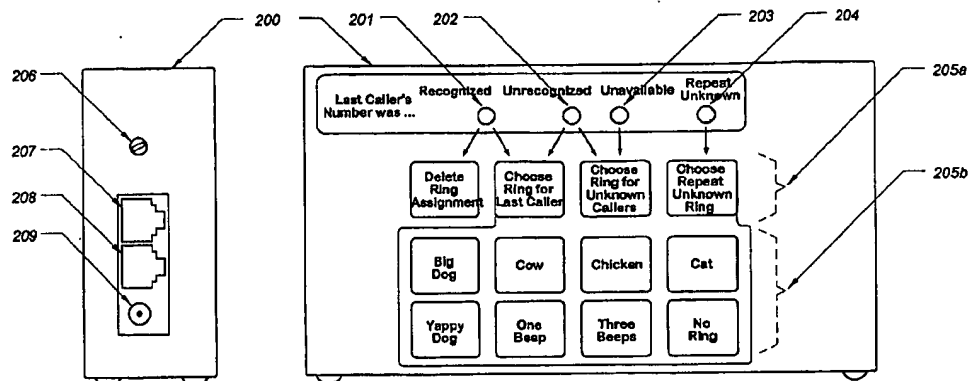 200
201
202
203
204
206
205a
207
208
205b
209
Last Caller's
Number was ...
Recognized
Unrecognized
Unavailable
Repeat
Unknown
Delete
Ring
Assignment
Choose
Ring for
Last Caller
Choose
Ring for
Unknown
Callers
Choose
Repeat
Unknown
Ring
Big
Dog
Cow
Chicken
Cat
Yappy
Dog
One
Beep
Three
Beeps
No
Ring